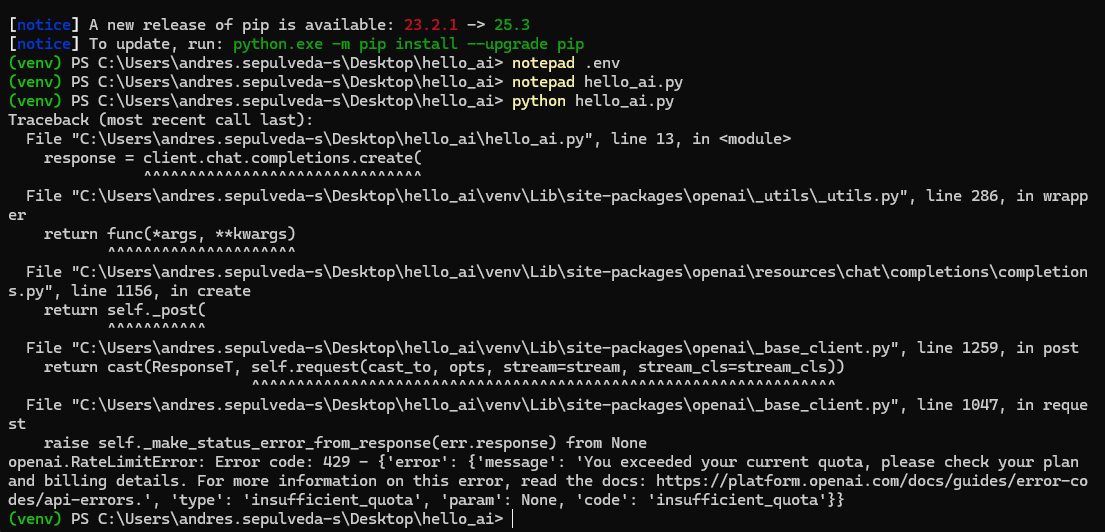 [notice] A new release of pip is available: 23.2.1 -> 25.3
[notice] To update, run: python.exe -m pip install --upgrade pip
(venv) PS C:\Users\andres.sepulveda-s\Desktop\hello_ai> notepad .env
(venv) PS C:\Users\andres.sepulveda-s\Desktop\hello_ai> notepad hello_ai.py
(venv) PS C:\Users\andres.sepulveda-s\Desktop\hello_ai> python hello_ai.py
Traceback (most recent call last):
  File "C:\Users\andres.sepulveda-s\Desktop\hello_ai\hello_ai.py", line 13, in <module>
    response = client.chat.completions.create(
               ^^^^^^^^^^^^^^^^^^^^^^^^^^^^^^^
  File "C:\Users\andres.sepulveda-s\Desktop\hello_ai\venv\Lib\site-packages\openai\_utils\_utils.py", line 286, in wrapp
er
    return func(*args, **kwargs)
           ^^^^^^^^^^^^^^^^^^^^^
  File "C:\Users\andres.sepulveda-s\Desktop\hello_ai\venv\Lib\site-packages\openai\resources\chat\completions\completion
s.py", line 1156, in create
    return self._post(
           ^^^^^^^^^^^
  File "C:\Users\andres.sepulveda-s\Desktop\hello_ai\venv\Lib\site-packages\openai\_base_client.py", line 1259, in post
    return cast(ResponseT, self.request(cast_to, opts, stream=stream, stream_cls=stream_cls))
                           ^^^^^^^^^^^^^^^^^^^^^^^^^^^^^^^^^^^^^^^^^^^^^^^^^^^^^^^^^^^^^^^^^
  File "C:\Users\andres.sepulveda-s\Desktop\hello_ai\venv\Lib\site-packages\openai\_base_client.py", line 1047, in reque
st
    raise self._make_status_error_from_response(err.response) from None
openai.RateLimitError: Error code: 429 - {'error': {'message': 'You exceeded your current quota, please check your plan
and billing details. For more information on this error, read the docs: https://platform.openai.com/docs/guides/error-co
des/api-errors.', 'type': 'insufficient_quota', 'param': None, 'code': 'insufficient_quota'}}
(venv) PS C:\Users\andres.sepulveda-s\Desktop\hello_ai>